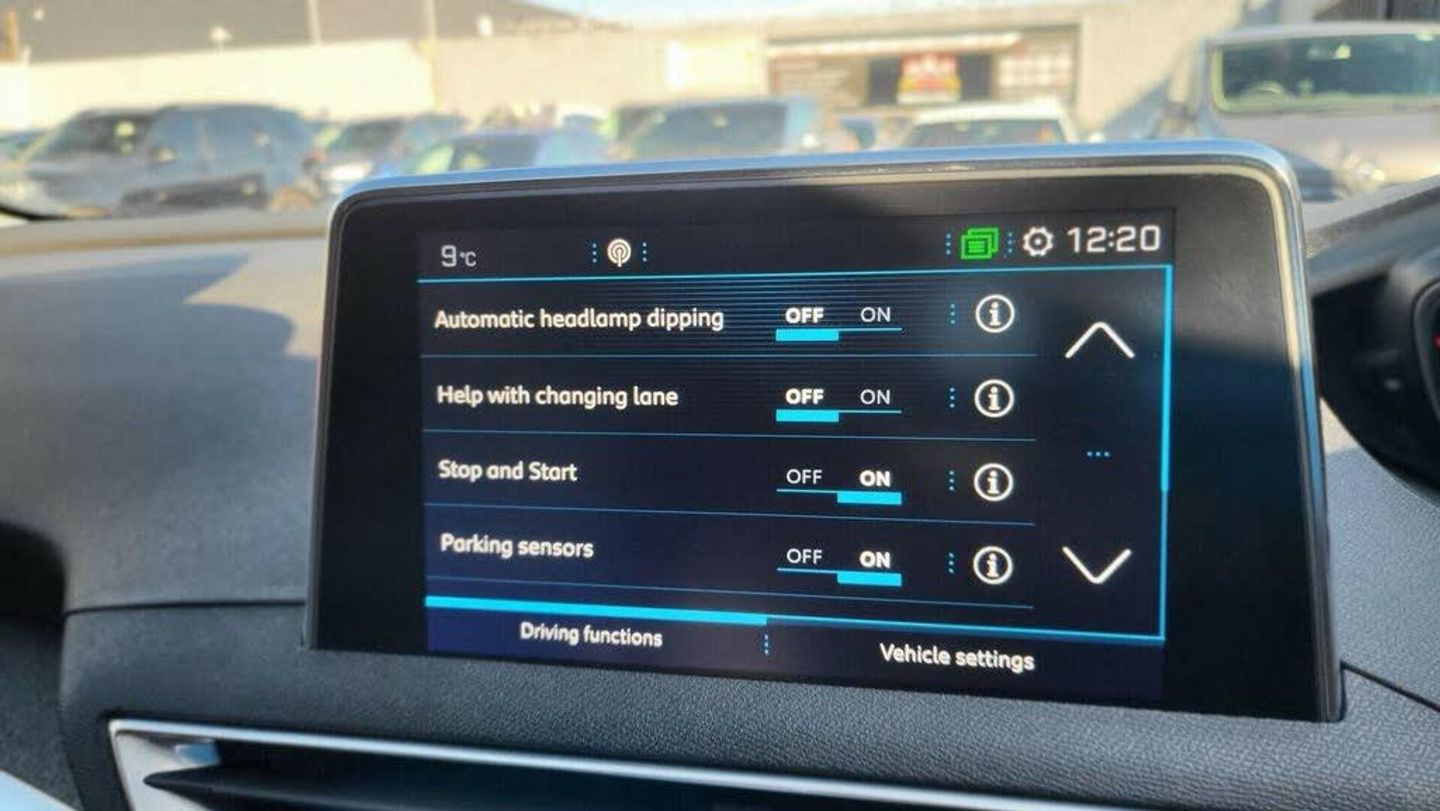 9°C 12:20
Automatic headlamp dipping OFF ON
Help with changing lane OFF ON
Stop and Start OFF ON
Parking sensors OFF ON
Driving functions Vehicle settings